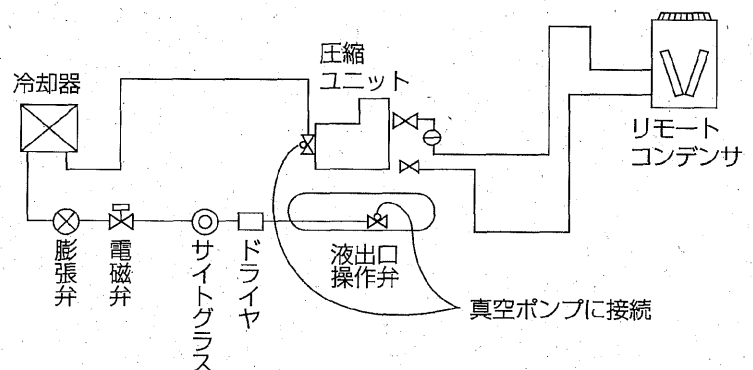 冷却器
圧縮
ユニット
リモート
コンデンサ
膨張弁
電磁弁
サイトグラス
ドライヤ
液出口
操作弁
真空ポンプに接続